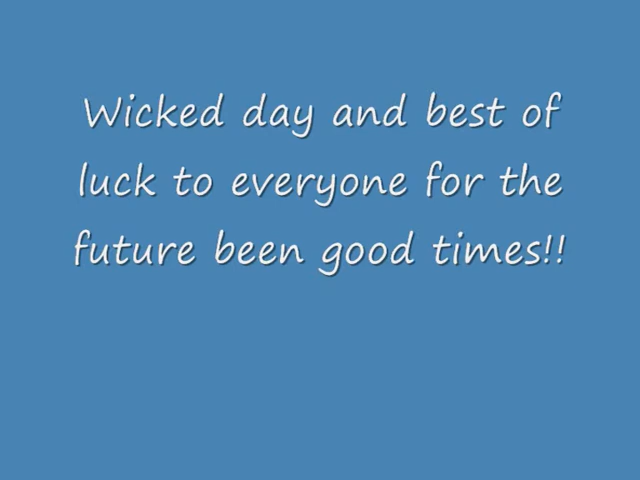 Wicked day and best of
luck to everyone for the
future been good times!!